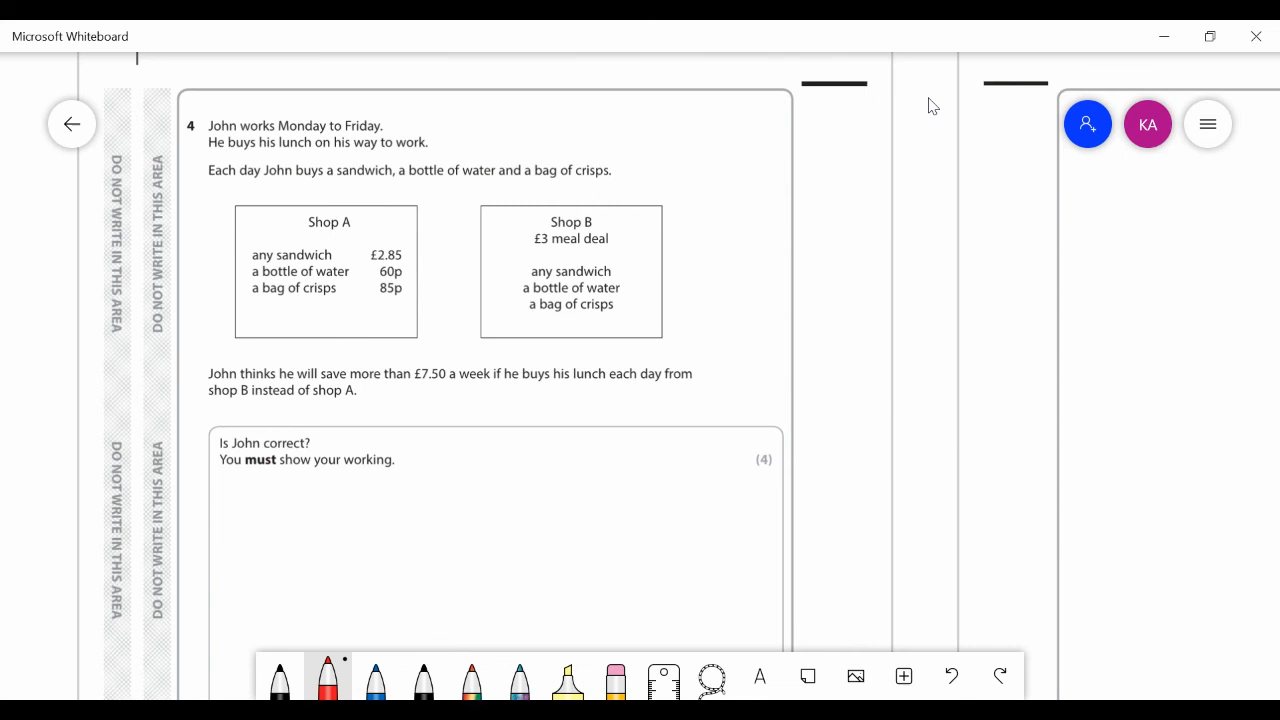 Microsoft Whiteboard
4 John works Monday to Friday.
He buys his lunch on his way to work.
Each day John buys a sandwich, a bottle of water and a bag of crisps.
Shop A
any sandwich £2.85
a bottle of water 60p
a bag of crisps 85p
Shop B
£3 meal deal
any sandwich
a bottle of water
a bag of crisps
John thinks he will save more than £7.50 a week if he buys his lunch each day from
shop B instead of shop A.
Is John correct?
You must show your working.
(4)
DO NOT WRITE IN THIS AREA
DO NOT WRITE IN THIS AREA
DO NOT WRITE IN THIS AREA
DO NOT WRITE IN THIS AREA
KA
A